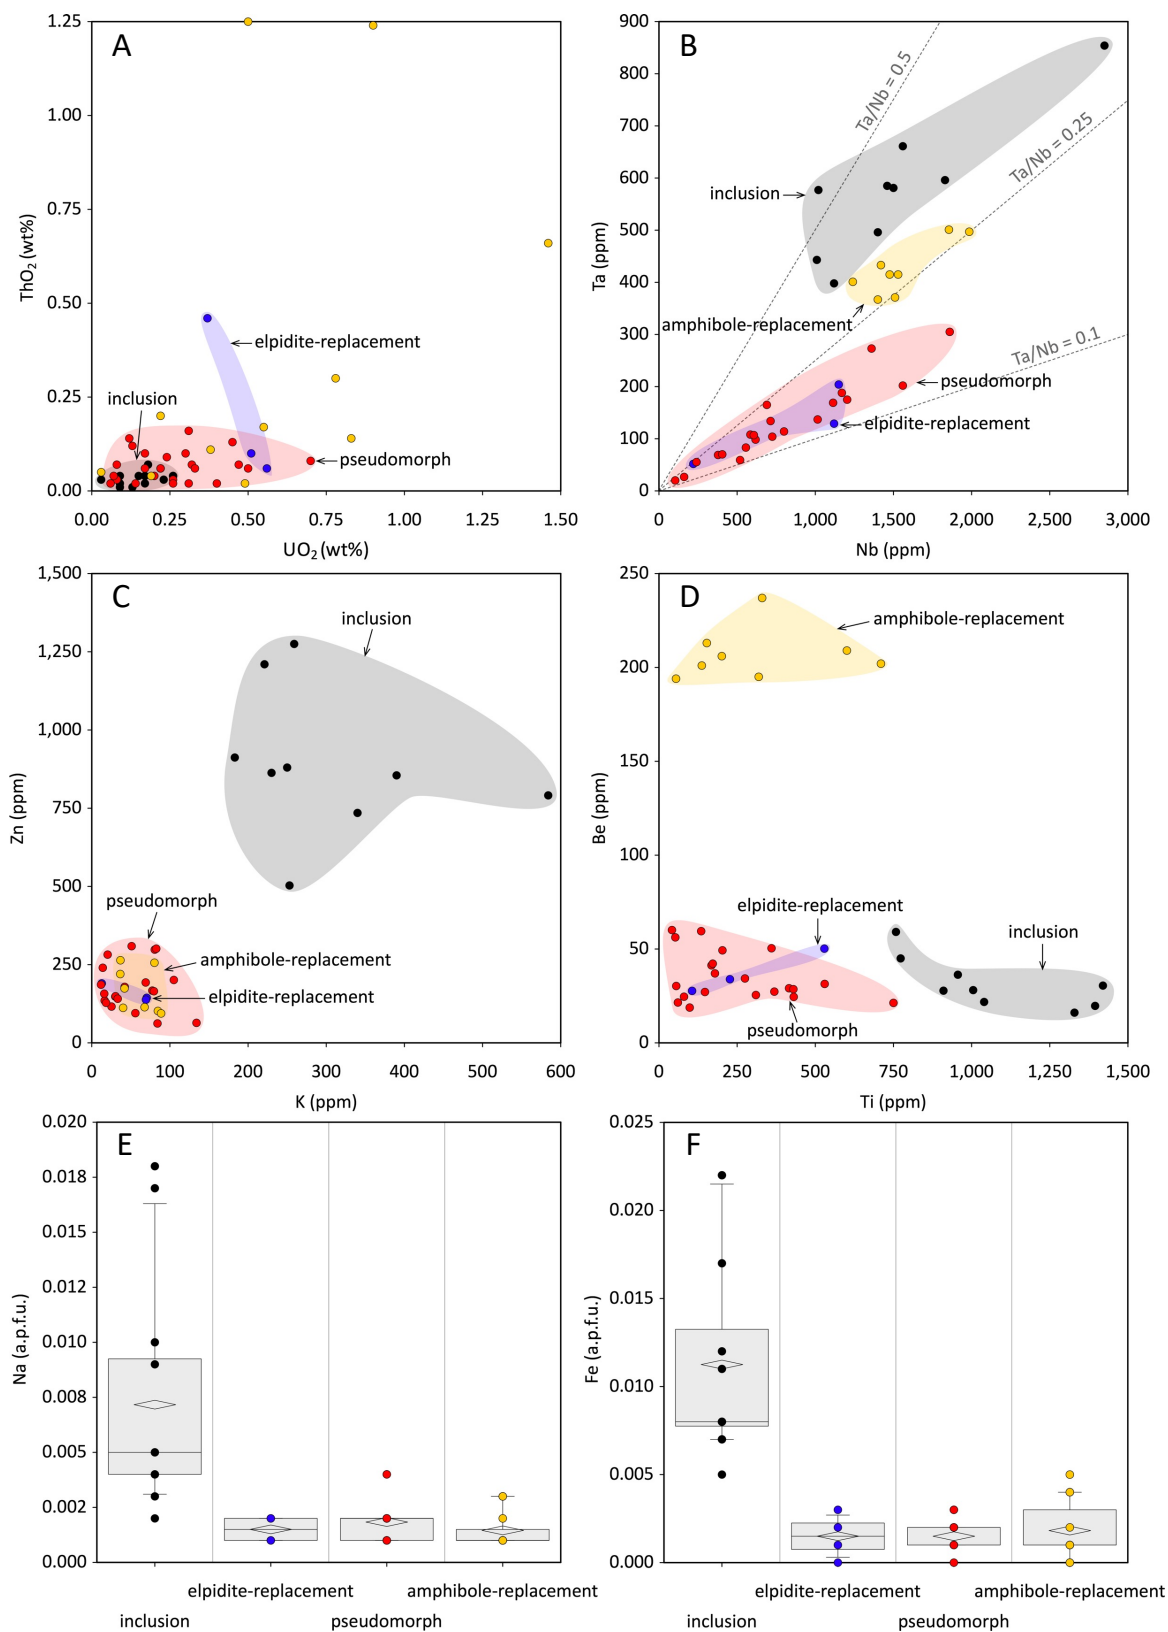 A
1.25
1.00
0.75
0.50
0.25
0.00
ThO2 (wt%)
elpidite-replacement
inclusion
pseudomorph
0.00 0.25 0.50 0.75 1.00 1.25 1.50
UO2 (wt%)
B
900
800
700
600
500
400
300
200
100
0
Ta (ppm)
Ta/Nb = 0.5
Ta/Nb = 0.25
Ta/Nb = 0.1
inclusion
amphibole-replacement
pseudomorph
elpidite-replacement
0 500 1,000 1,500 2,000 2,500 3,000
Nb (ppm)
C
1,500
1,250
1,000
750
500
250
0
Zn (ppm)
inclusion
pseudomorph
amphibole-replacement
elpidite-replacement
0 100 200 300 400 500 600
K (ppm)
D
250
200
150
100
50
0
Be (ppm)
amphibole-replacement
elpidite-replacement
inclusion
pseudomorph
0 250 500 750 1,000 1,250 1,500
Ti (ppm)
E
0.020
0.018
0.015
0.012
0.010
0.008
0.005
0.002
0.000
Na (a.p.f.u.)
elpidite-replacement amphibole-replacement
inclusion pseudomorph
F
0.025
0.020
0.015
0.010
0.005
0.000
Fe (a.p.f.u.)
elpidite-replacement amphibole-replacement
inclusion pseudomorph